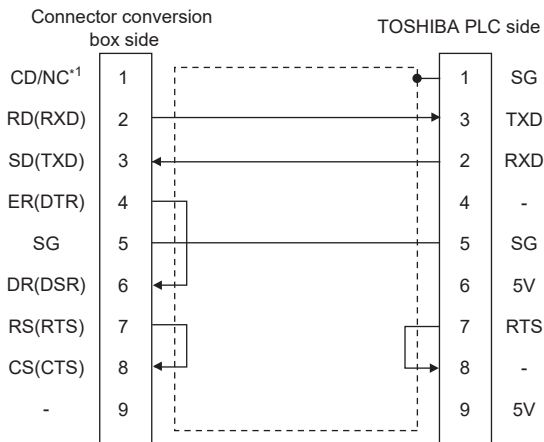 Connector conversion
box side
TOSHIBA PLC side
CD/NC*1 1 1 SG
RD(RXD) 2 3 TXD
SD(TXD) 3 2 RXD
ER(DTR) 4 4 -
SG 5 5 SG
DR(DSR) 6 6 5V
RS(RTS) 7 7 RTS
CS(CTS) 8 8 -
- 9 9 5V